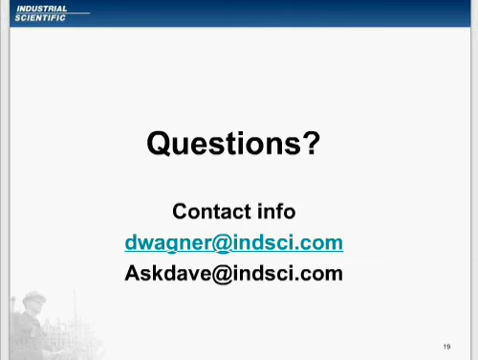 INDUSTRIAL
SCIENTIFIC
Questions?
Contact info
dwagner@indsci.com
Askdave@indsci.com
19